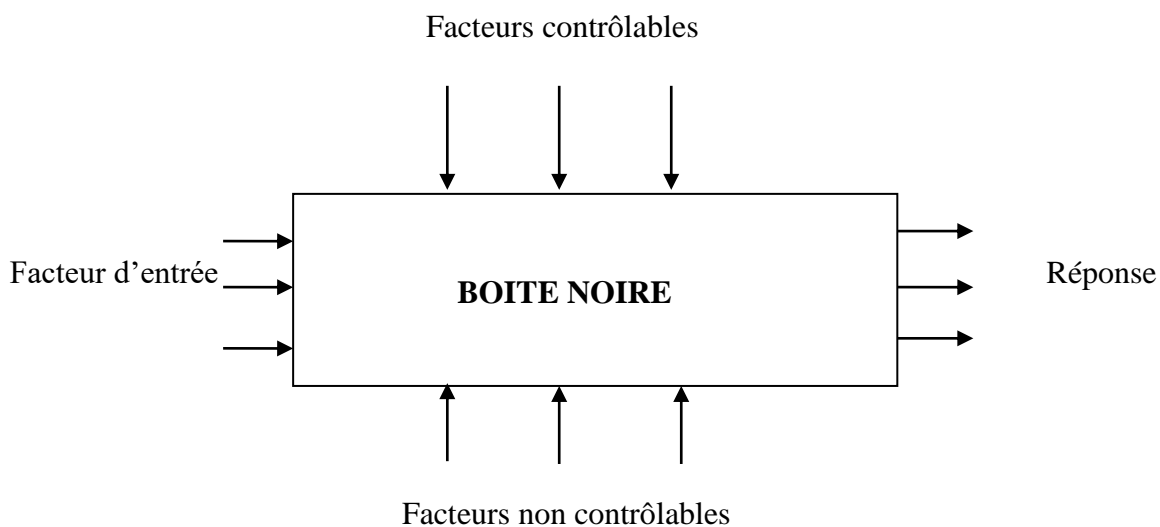 Facteurs contrôlables
Facteur d’entrée
BOITE NOIRE
Réponse
Facteurs non contrôlables